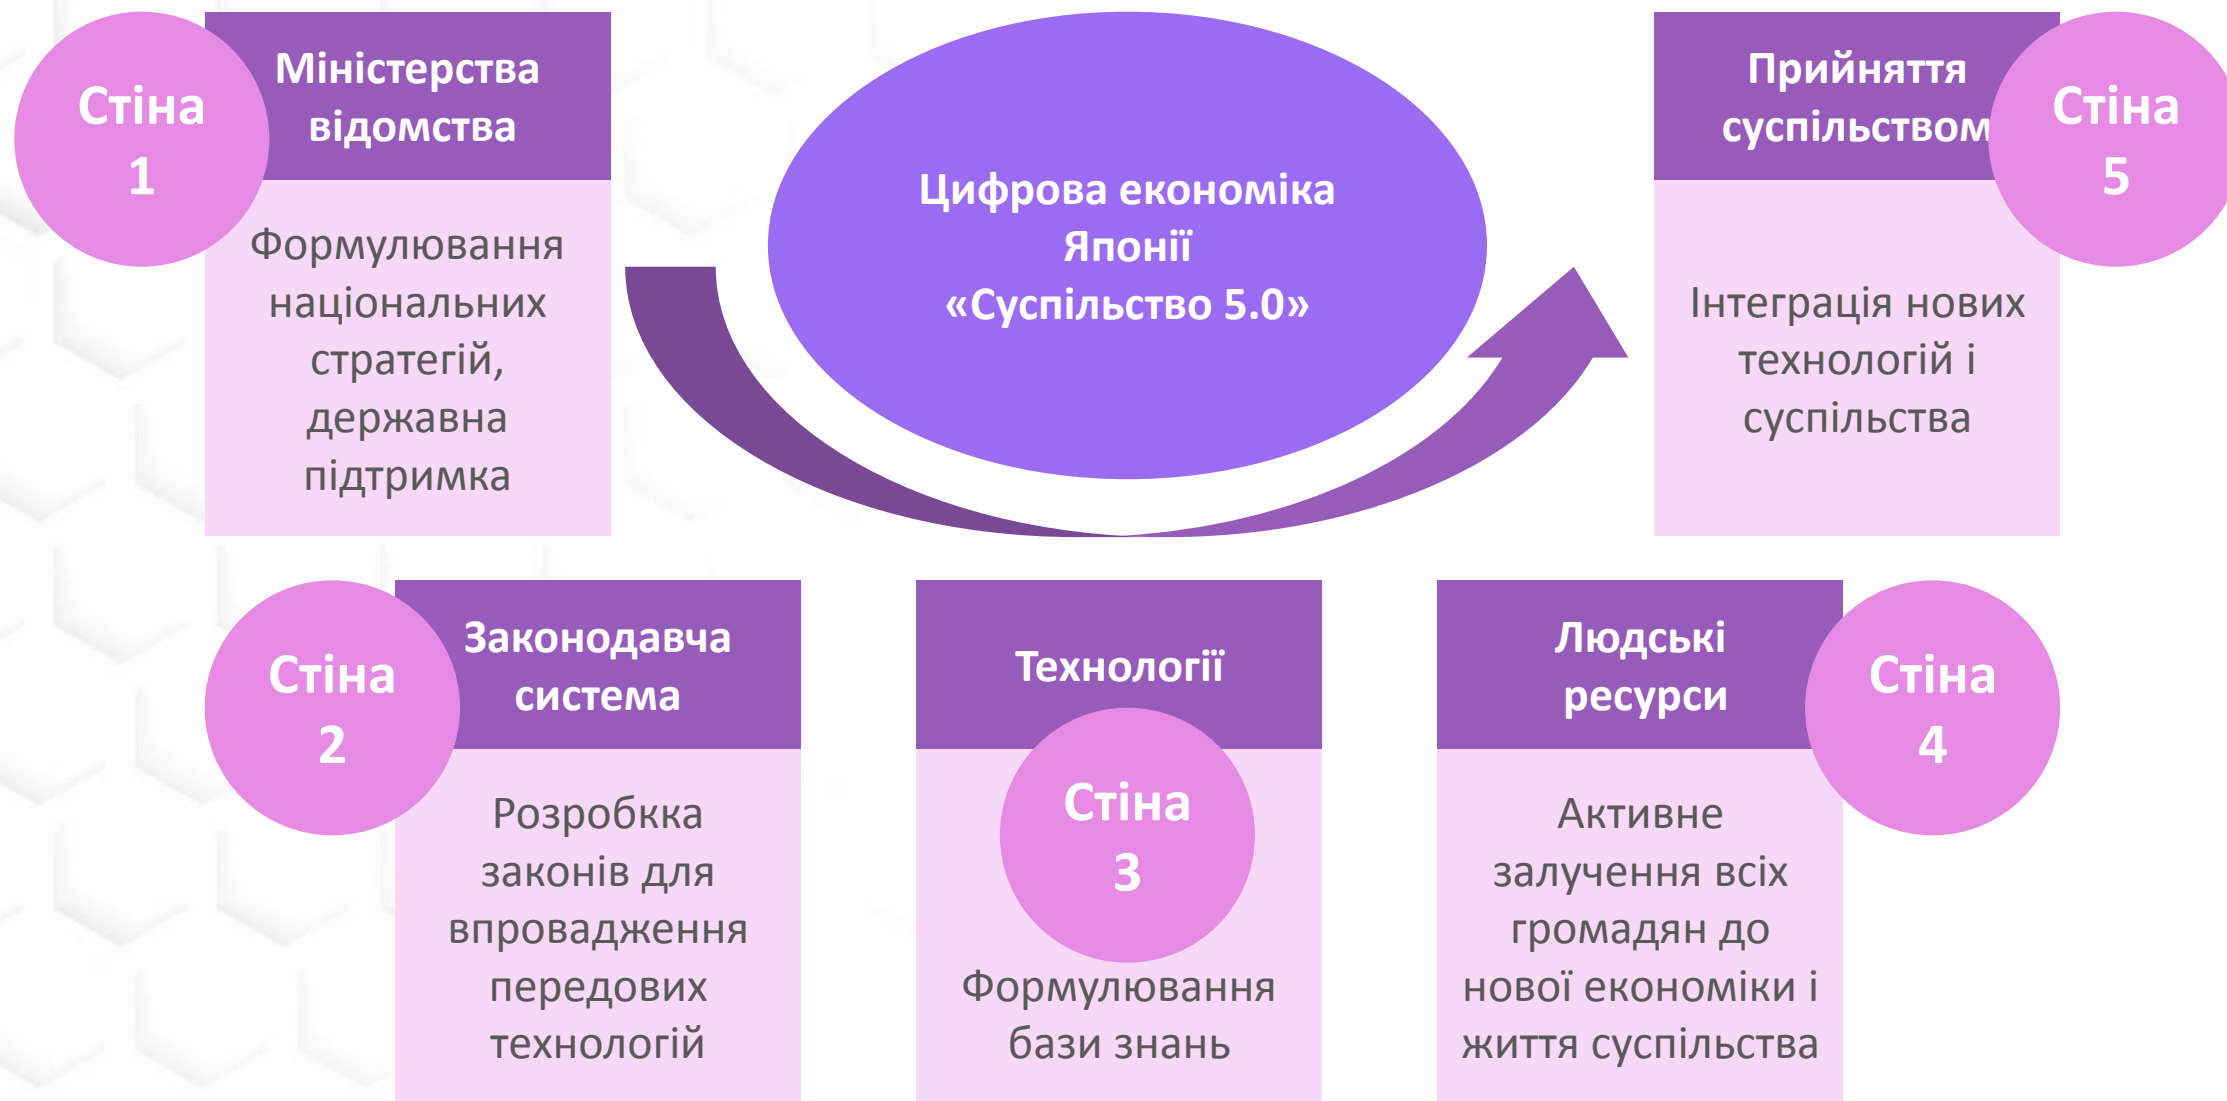 Стіна
1
Міністерства
відомства
Формулювання
національних
стратегій,
державна
підтримка
Цифрова економіка
Японії
«Суспільство 5.0»
Прийняття
суспільством
Стіна
5
Інтеграція нових
технологій і
суспільства
Стіна
2
Законодавча
система
Розробкка
законів для
впровадження
передових
технологій
Технології
Стіна
3
Формулювання
бази знань
Людські
ресурси
Стіна
4
Активне
залучення всіх
громадян до
нової економіки і
життя суспільства